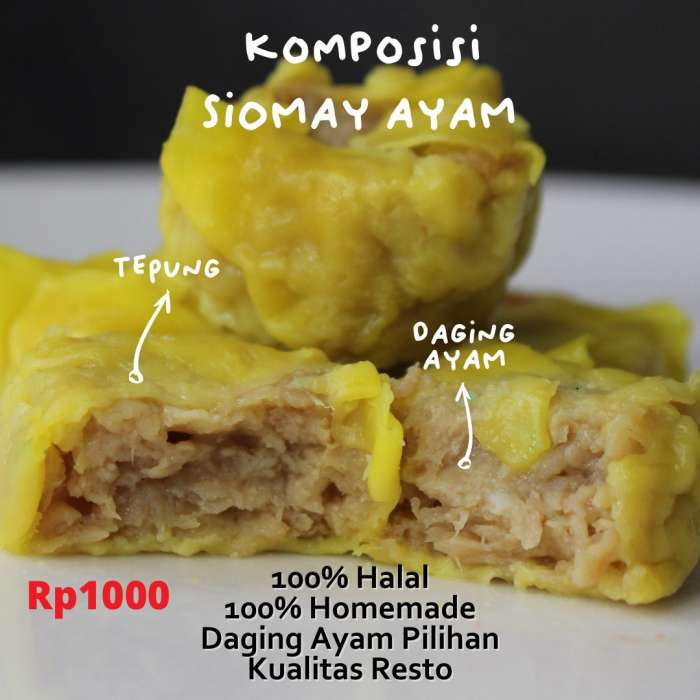 KOMPOSISI
SIOMAY AYAM
TEPUNG
DAGING
AYAM
Rp1000
100% Halal
100% Homemade
Daging Ayam Pilihan
Kualitas Resto